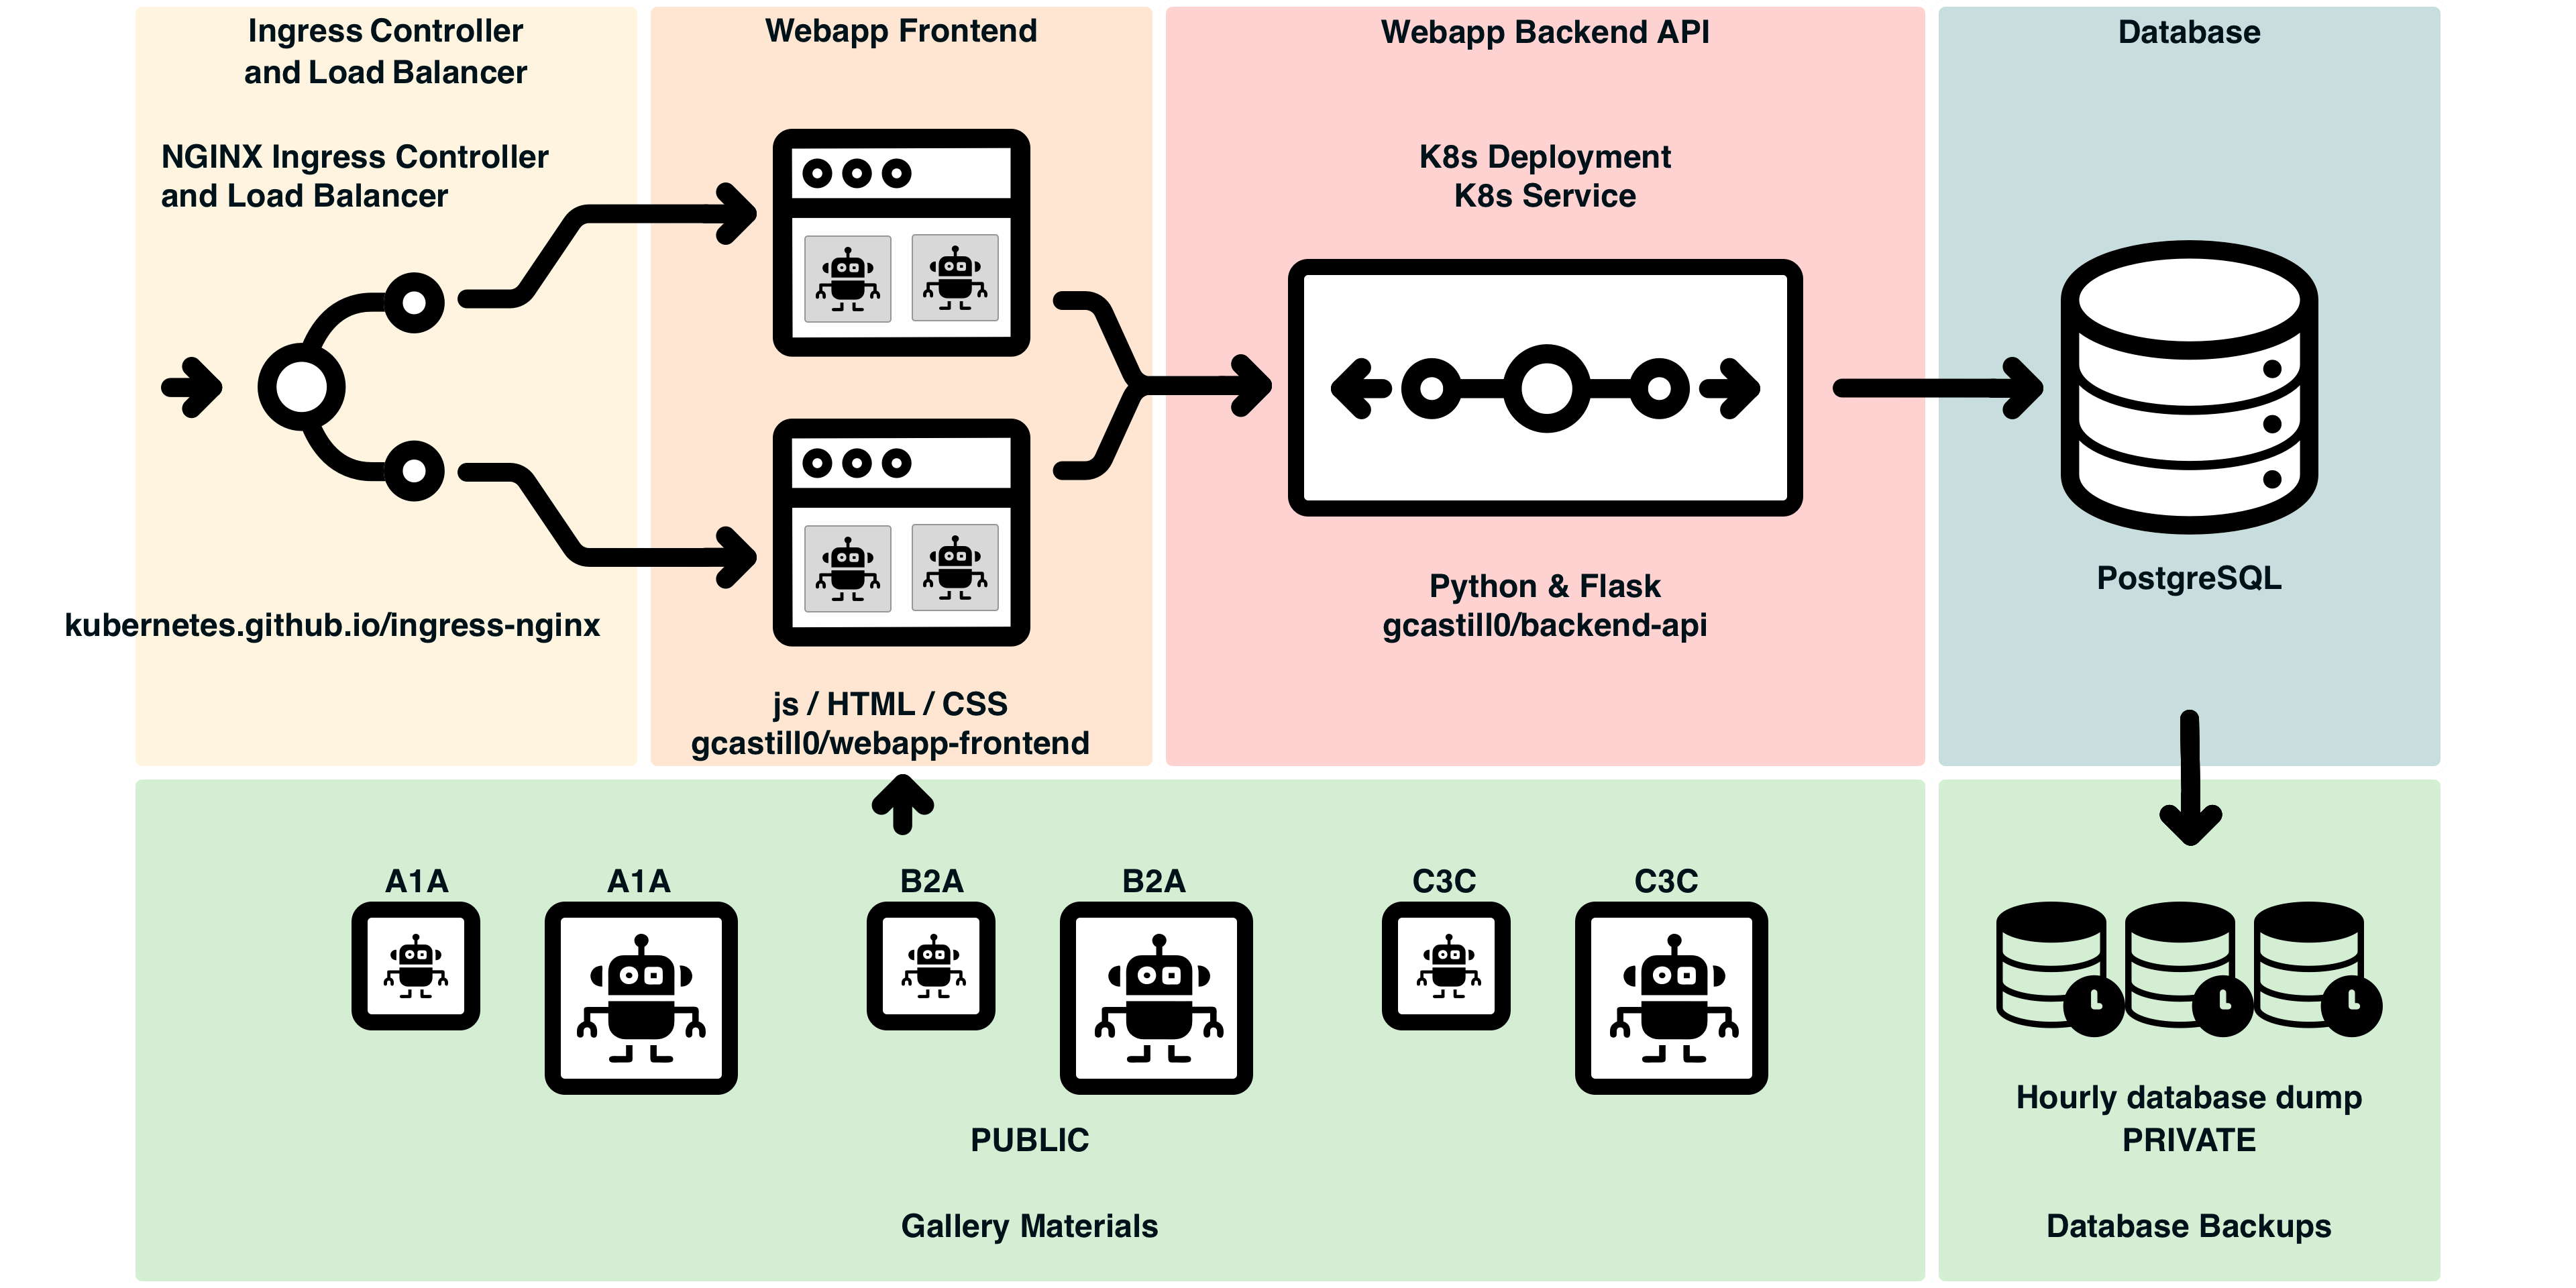 Ingress Controller
and Load Balancer
NGINX Ingress Controller
and Load Balancer
kubernetes.github.io/ingress-nginx
Webapp Frontend
js / HTML / CSS
gcastill0/webapp-frontend
Webapp Backend API
K8s Deployment
K8s Service
Python & Flask
gcastill0/backend-api
Database
PostgreSQL
A1A
A1A
B2A
B2A
C3C
C3C
PUBLIC
Gallery Materials
Hourly database dump
PRIVATE
Database Backups